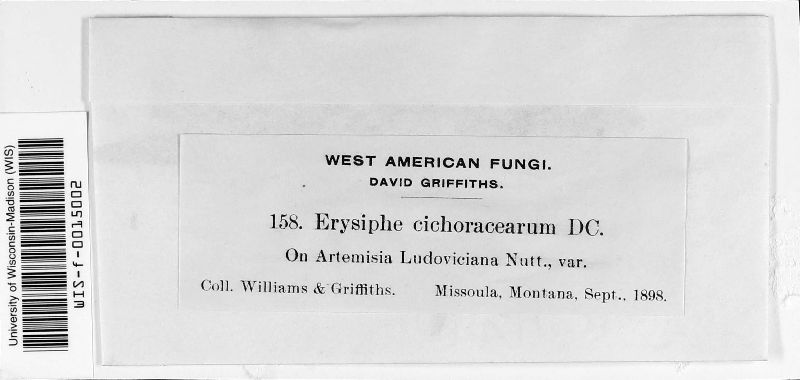 WEST AMERICAN FUNGI.
DAVID GRIFFITHS.
158. Erysiphe cichoracearum DC.
On Artemisia Ludoviciana Nutt., var.
Coll. Williams & Griffiths. Missoula, Montana, Sept., 1898.
University of Wisconsin-Madison (WIS)
WIS-f-0015002